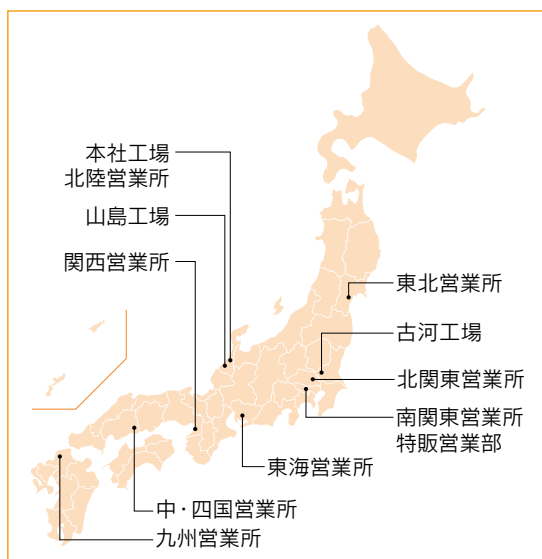 本社工場
北陸営業所
山島工場
関西営業所
東北営業所
古河工場
北関東営業所
南関東営業所
特販営業部
東海営業所
中・四国営業所
九州営業所